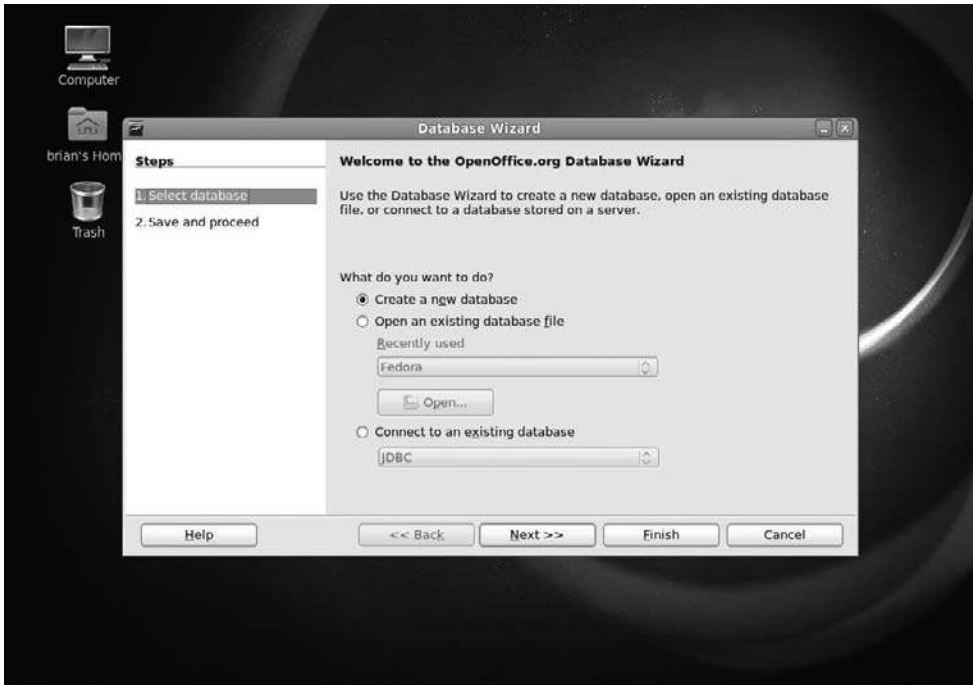 Computer
brian's Hom
Trash
Database Wizard
Steps
1. Select database
2. Save and proceed
Welcome to the OpenOffice.org Database Wizard
Use the Database Wizard to create a new database, open an existing database
file, or connect to a database stored on a server.
What do you want to do?
Create a new database
Open an existing database file
Recently used
Fedora
Open...
Connect to an existing database
JDBC
Help
<< Back
Next >>
Finish
Cancel